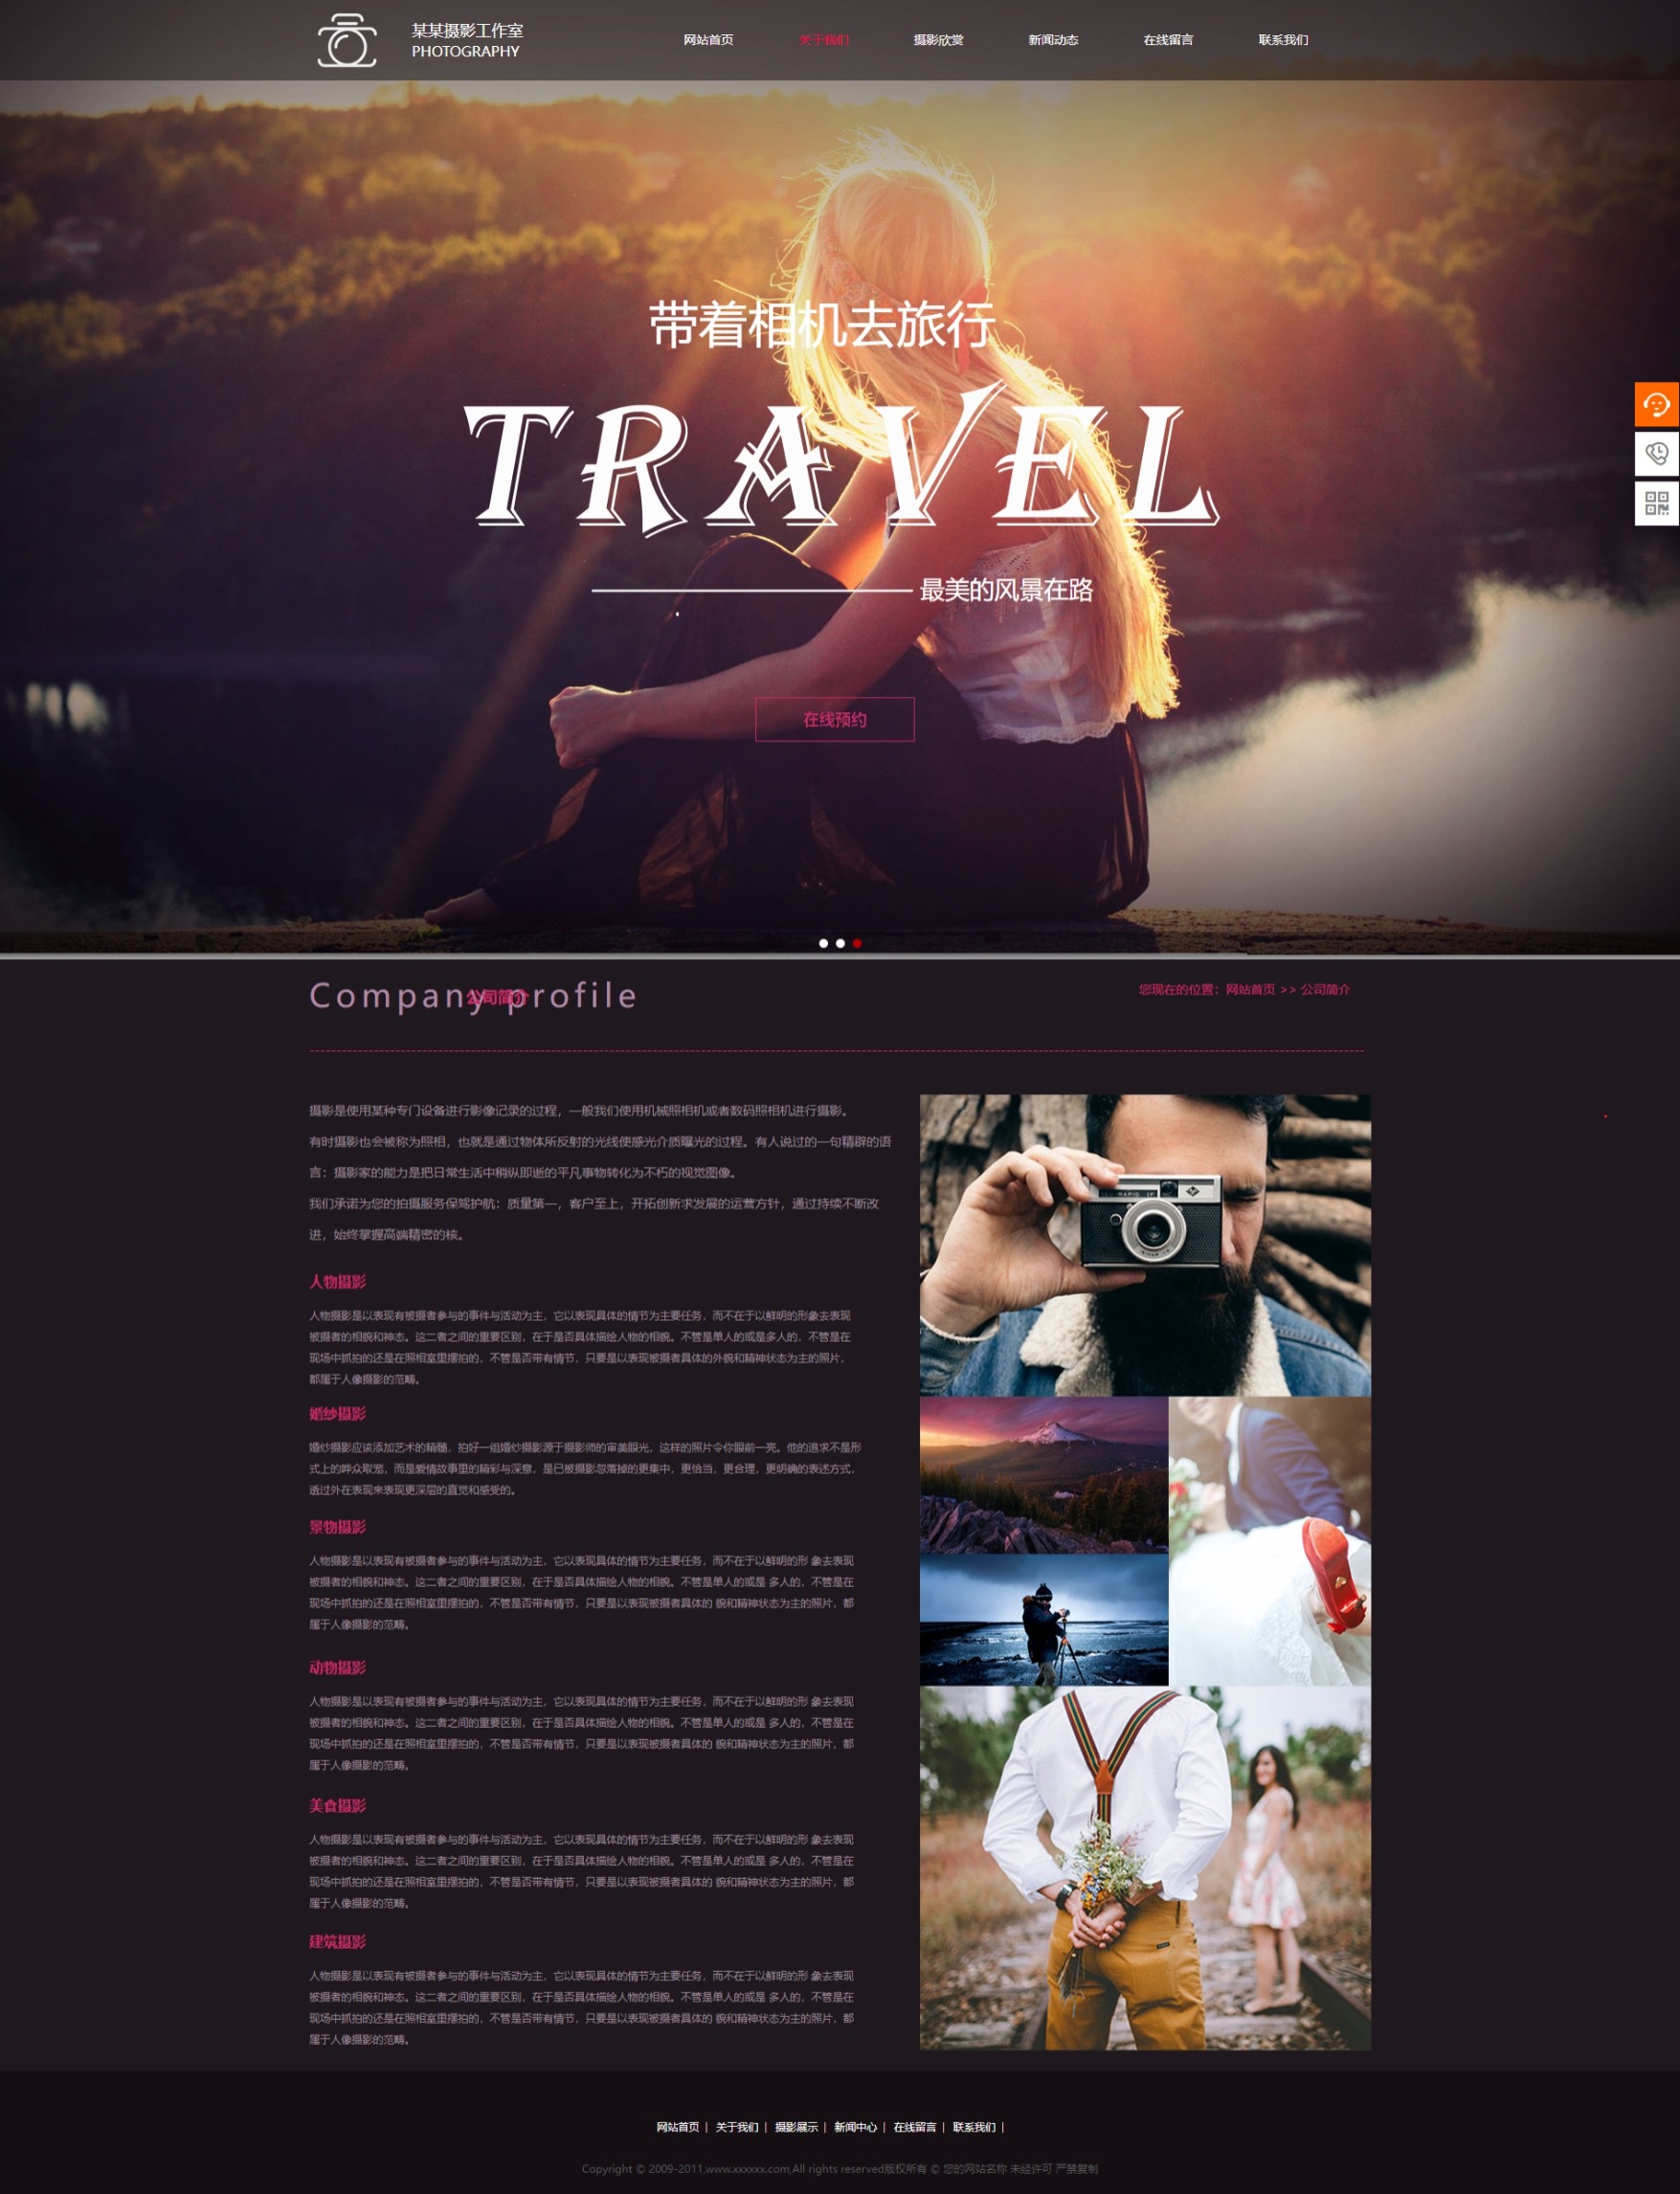 某某摄影工作室
PHOTOGRAPHY
网站首页 关于我们 摄影欣赏 新闻动态 在线留言 联系我们
带着相机去旅行
TRAVEL
最美的风景在路
在线预约
Company profile
公司简介
您现在的位置：网站首页 >> 公司简介
摄影是使用某种专门设备进行影像记录的过程，一般我们使用机械照相机或者数码照相机进行摄影。
有时摄影也会被称为照相，也就是通过物体所反射的光线使感光介质曝光的过程。有人说过的一句精辟的语
言：摄影家的能力是把日常生活中稍纵即逝的平凡事物转化为不朽的视觉图像。
我们承诺为您的拍摄服务保驾护航：质量第一，客户至上，开拓创新求发展的运营方针，通过持续不断改
进，始终掌握高端精密的核。
RAPID IF
人物摄影
人物摄影是以表现有被摄者参与的事件与活动为主，它以表现具体的情节为主要任务，而不在于以鲜明的形象去表现
被摄者的相貌和神态。这二者之间的重要区别，在于是否具体描绘人物的相貌。不管是单人的或是多人的，不管是在
现场中抓拍的还是在照相室里摆拍的，不管是否带有情节，只要是以表现被摄者具体的外貌和精神状态为主的照片，
都属于人像摄影的范畴。
婚纱摄影
婚纱摄影应该添加艺术的精髓，拍好一组婚纱摄影源于摄影师的审美眼光，这样的照片令你眼前一亮。他的追求不是形
式上的哗众取宠，而是爱情故事里的精彩与深意，是已被摄影忽落掉的更集中，更恰当，更合理，更明确的表述方式，
透过外在表现来表现更深层的直觉和感受的。
景物摄影
人物摄影是以表现有被摄者参与的事件与活动为主，它以表现具体的情节为主要任务，而不在于以鲜明的形 象去表现
被摄者的相貌和神态。这二者之间的重要区别，在于是否具体描绘人物的相貌。不管是单人的或是 多人的，不管是在
现场中抓拍的还是在照相室里摆拍的，不管是否带有情节，只要是以表现被摄者具体的 貌和精神状态为主的照片，都
属于人像摄影的范畴。
动物摄影
人物摄影是以表现有被摄者参与的事件与活动为主，它以表现具体的情节为主要任务，而不在于以鲜明的形 象去表现
被摄者的相貌和神态。这二者之间的重要区别，在于是否具体描绘人物的相貌。不管是单人的或是 多人的，不管是在
现场中抓拍的还是在照相室里摆拍的，不管是否带有情节，只要是以表现被摄者具体的 貌和精神状态为主的照片，都
属于人像摄影的范畴。
美食摄影
人物摄影是以表现有被摄者参与的事件与活动为主，它以表现具体的情节为主要任务，而不在于以鲜明的形 象去表现
被摄者的相貌和神态。这二者之间的重要区别，在于是否具体描绘人物的相貌。不管是单人的或是 多人的，不管是在
现场中抓拍的还是在照相室里摆拍的，不管是否带有情节，只要是以表现被摄者具体的 貌和精神状态为主的照片，都
属于人像摄影的范畴。
建筑摄影
人物摄影是以表现有被摄者参与的事件与活动为主，它以表现具体的情节为主要任务，而不在于以鲜明的形 象去表现
被摄者的相貌和神态。这二者之间的重要区别，在于是否具体描绘人物的相貌。不管是单人的或是 多人的，不管是在
现场中抓拍的还是在照相室里摆拍的，不管是否带有情节，只要是以表现被摄者具体的 貌和精神状态为主的照片，都
属于人像摄影的范畴。
网站首页 | 关于我们 | 摄影展示 | 新闻中心 | 在线留言 | 联系我们 |
Copyright © 2009-2011,www.xxxxxx.com,All rights reserved版权所有 © 您的网站名称 未经许可 严禁复制